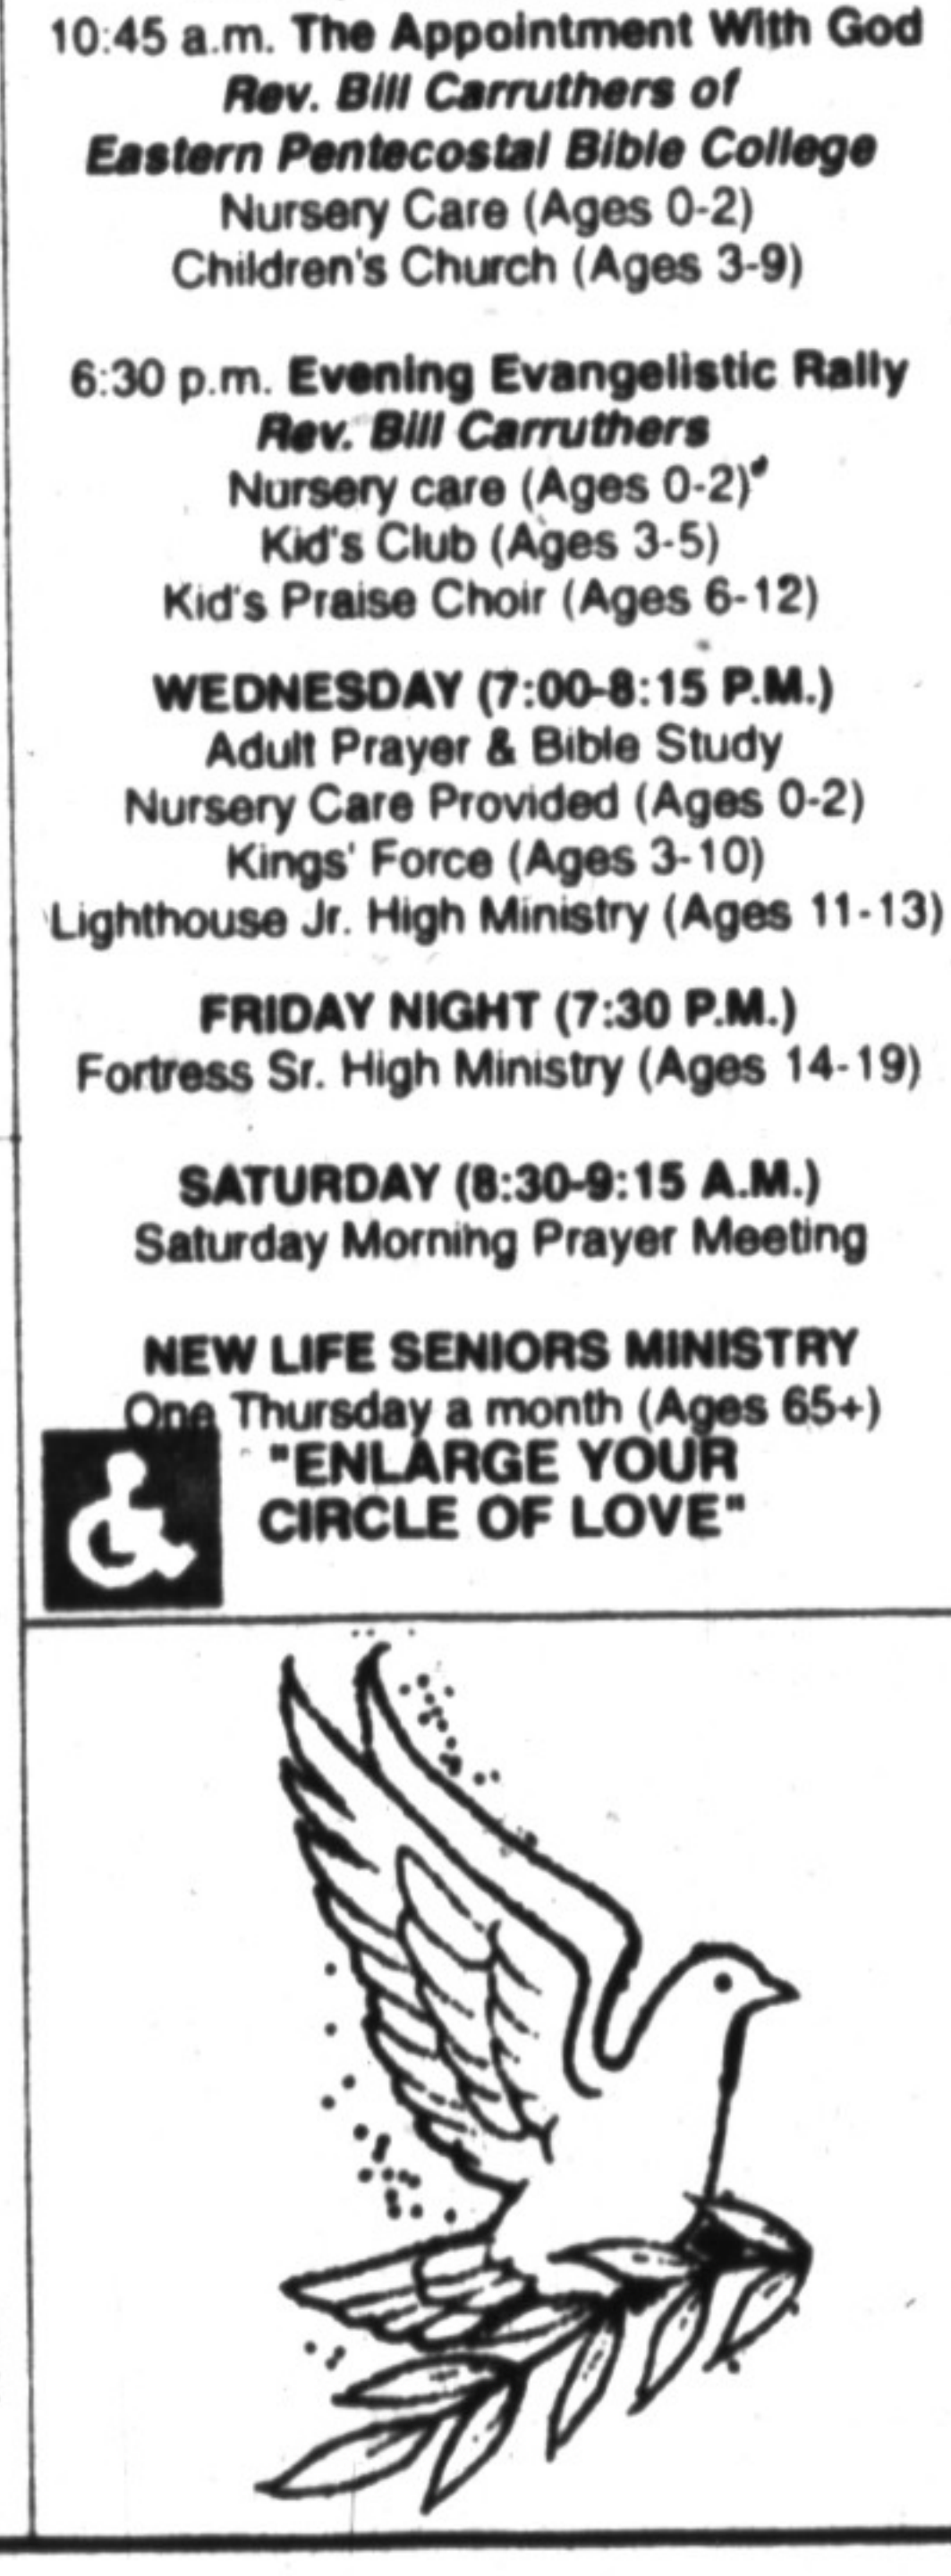 10:45 a.m. The Appointment With God
Rev. Bill Carruthers of
Eastern Pentecostal Bible College
Nursery Care (Ages 0-2)
Children's Church (Ages 3-9)
6:30 p.m. Evening Evangelistic Rally
Rev. Bill Carruthers
Nursery care (Ages 0-2)
Kid's Club (Ages 3-5)
Kid's Praise Choir (Ages 6-12)
WEDNESDAY (7:00-8:15 P.M.)
Adult Prayer & Bible Study
Nursery Care Provided (Ages 0-2)
Kings' Force (Ages 3-10)
Lighthouse Jr. High Ministry (Ages 11-13)
FRIDAY NIGHT (7:30 P.M.)
Fortress Sr. High Ministry (Ages 14-19)
SATURDAY (8:30-9:15 A.M.)
Saturday Morning Prayer Meeting
NEW LIFE SENIORS MINISTRY
One Thursday a month (Ages 65+)
"ENLARGE YOUR
CIRCLE OF LOVE"